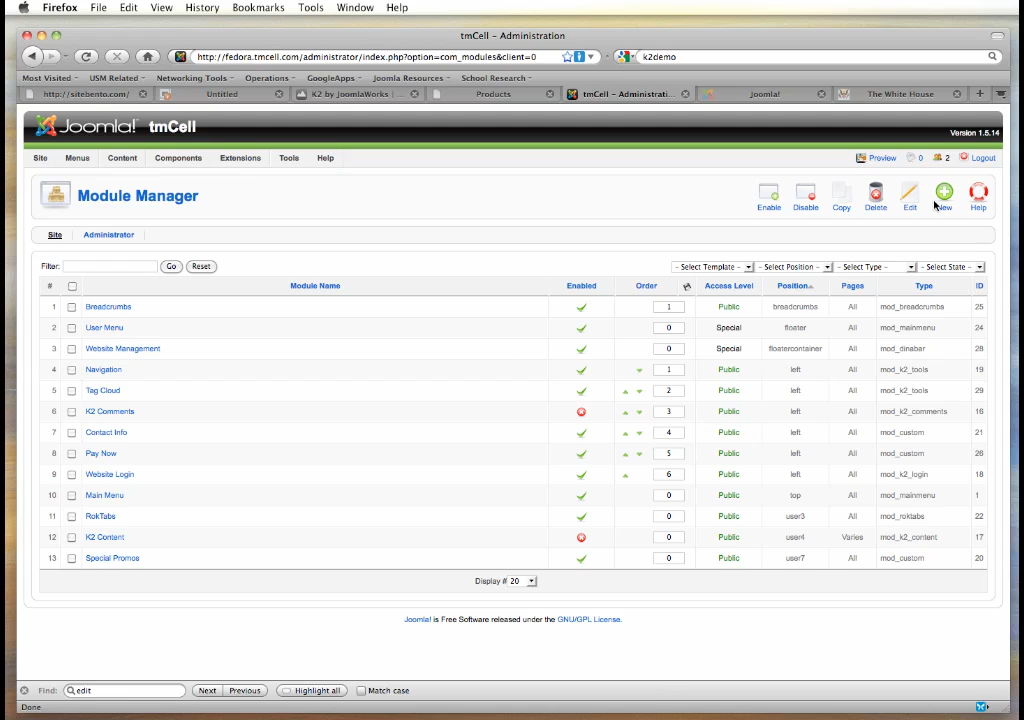 Firefox File Edit View History Bookmarks Tools Window Help
tmCell - Administration
http://fedora.tmcell.com/administrator/index.php?option=com_modules&client=0 k2demo
Most Visited USM Related Networking Tools Operations GoogleApps Joomla Resources School Research
http://sitebento.com/ Untitled K2 by JoomlaWorks |... Products tmCell - Administrati... Joomla! The White House
Joomla! tmCell
Version 1.5.14
Site Menus Content Components Extensions Tools Help Preview 0 2 Logout
Module Manager
Enable Disable Copy Delete Edit New Help
Site Administrator
Filter: Go Reset - Select Template - - Select Position - - Select Type - - Select State -
# Module Name Enabled Order Access Level Position Pages Type ID
1 Breadcrumbs 1 Public breadcrumbs All mod_breadcrumbs 25
2 User Menu 0 Special floater All mod_mainmenu 24
3 Website Management 0 Special floatercontainer All mod_dinabar 28
4 Navigation 1 Public left All mod_k2_tools 19
5 Tag Cloud 2 Public left All mod_k2_tools 29
6 K2 Comments 3 Public left All mod_k2_comments 16
7 Contact Info 4 Public left All mod_custom 21
8 Pay Now 5 Public left All mod_custom 26
9 Website Login 6 Public left All mod_k2_login 18
10 Main Menu 0 Public top All mod_mainmenu 1
11 RokTabs 0 Public user3 All mod_roktabs 22
12 K2 Content 0 Public user4 Varies mod_k2_content 17
13 Special Promos 0 Public user7 All mod_custom 20
Display # 20
Joomla! is Free Software released under the GNU/GPL License.
Find: edit Next Previous Highlight all Match case
Done